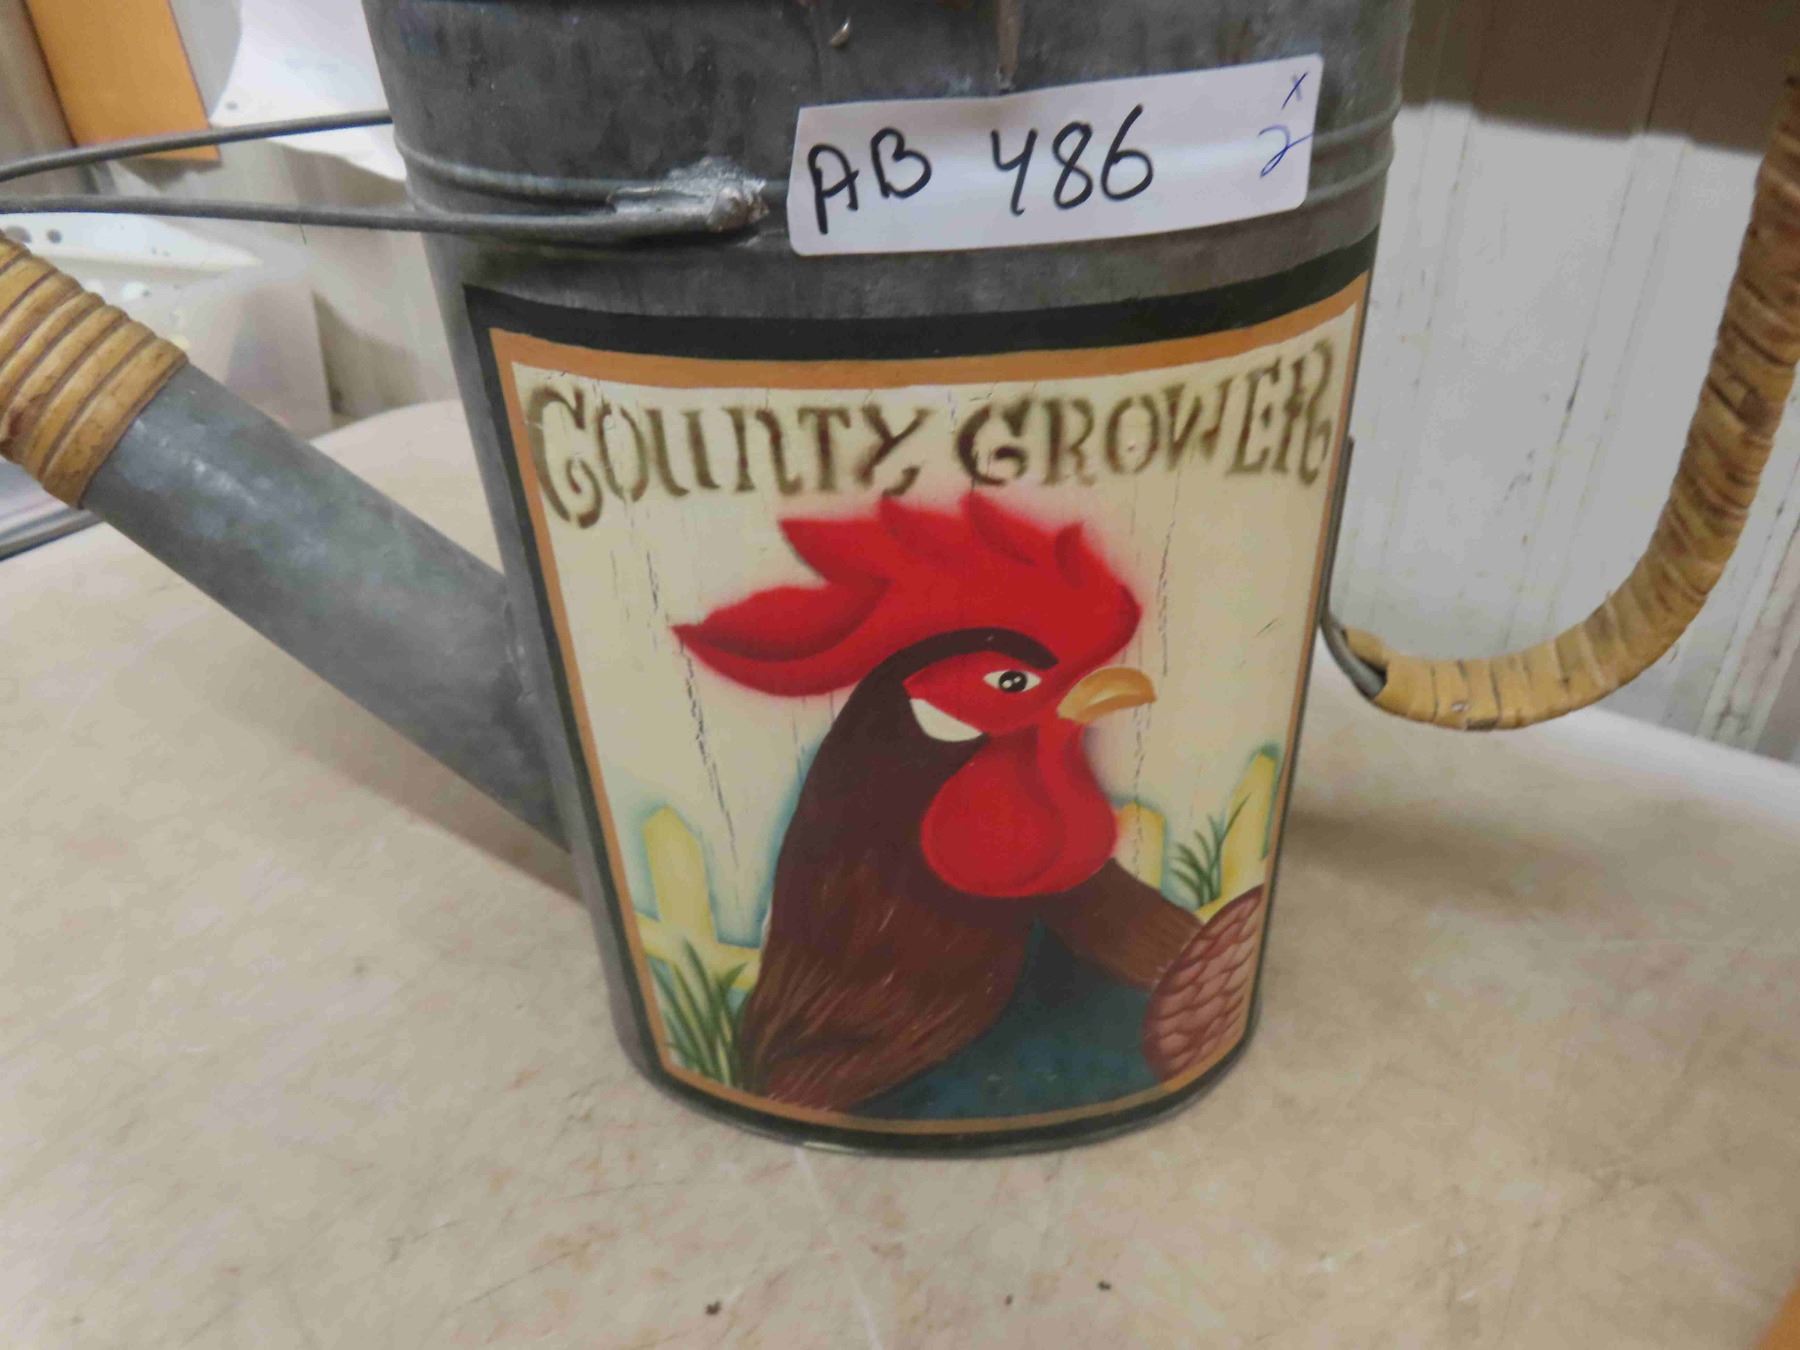 AB 486 x 2
COUNTY GROWER